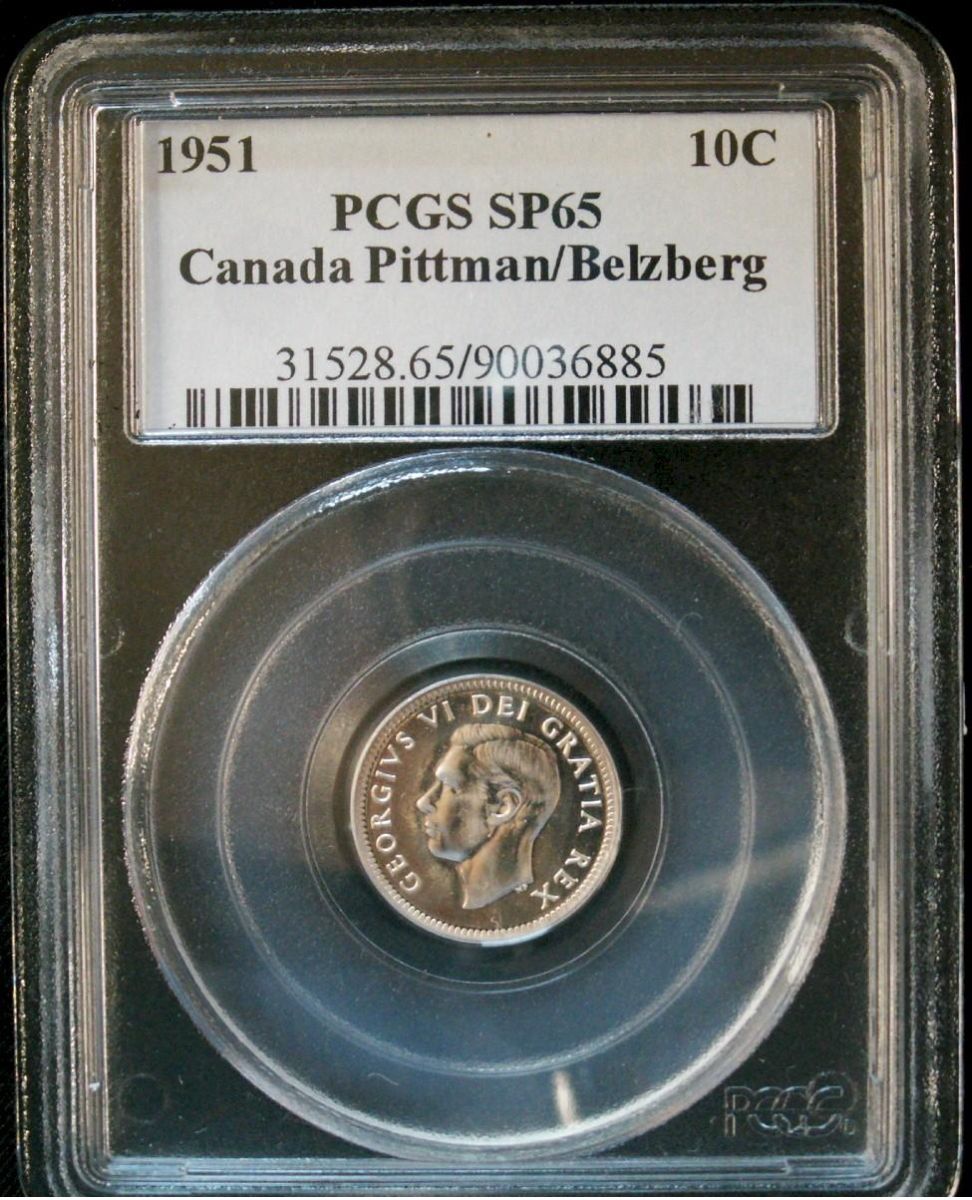 1951 10C
PCGS SP65
Canada Pittman/Belzberg
31528.65/90036885
GEORGIVS VI DEI GRATIA REX
PCGS